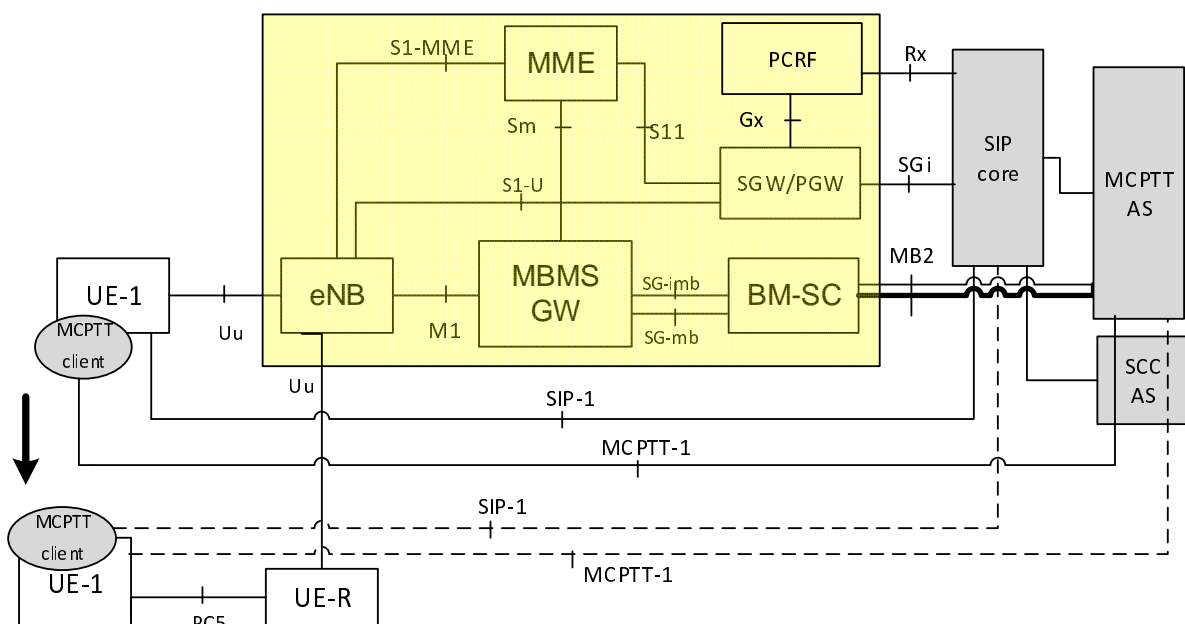 S1-MME
MME
PCRF
Rx
Sm
S11
Gx
SIP
core
MCPTT
AS
SGW/PGW
SGi
S1-U
MB2
UE-1
eNB
MBMS
GW
SG-imb
BM-SC
MCPTT
client
Uu
M1
SG-mb
Uu
SCC
AS
SIP-1
MCPTT-1
SIP-1
MCPTT
client
MCPTT-1
UE-1
UE-R
PC5